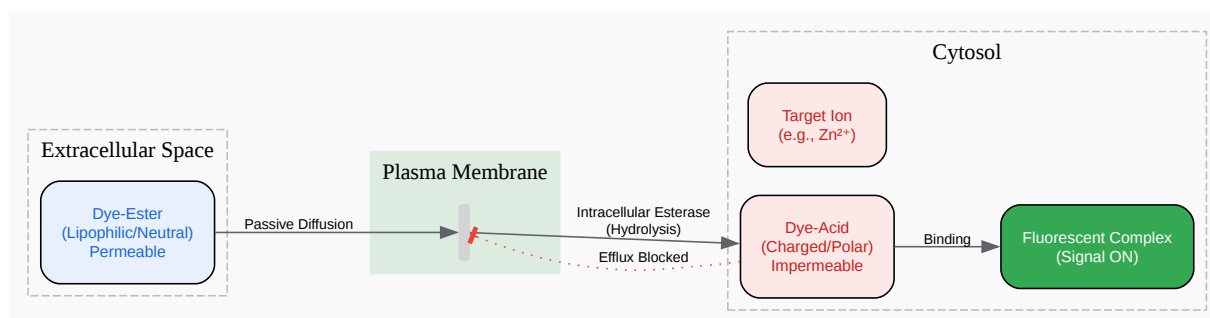 Extracellular Space
Dye-Ester
(Lipophilic/Neutral)
Permeable
Passive Diffusion
Plasma Membrane
Intracellular Esterase
(Hydrolysis)
Efflux Blocked
Cytosol
Target Ion
(e.g., Zn²⁺)
Dye-Acid
(Charged/Polar)
Impermeable
Binding
Fluorescent Complex
(Signal ON)